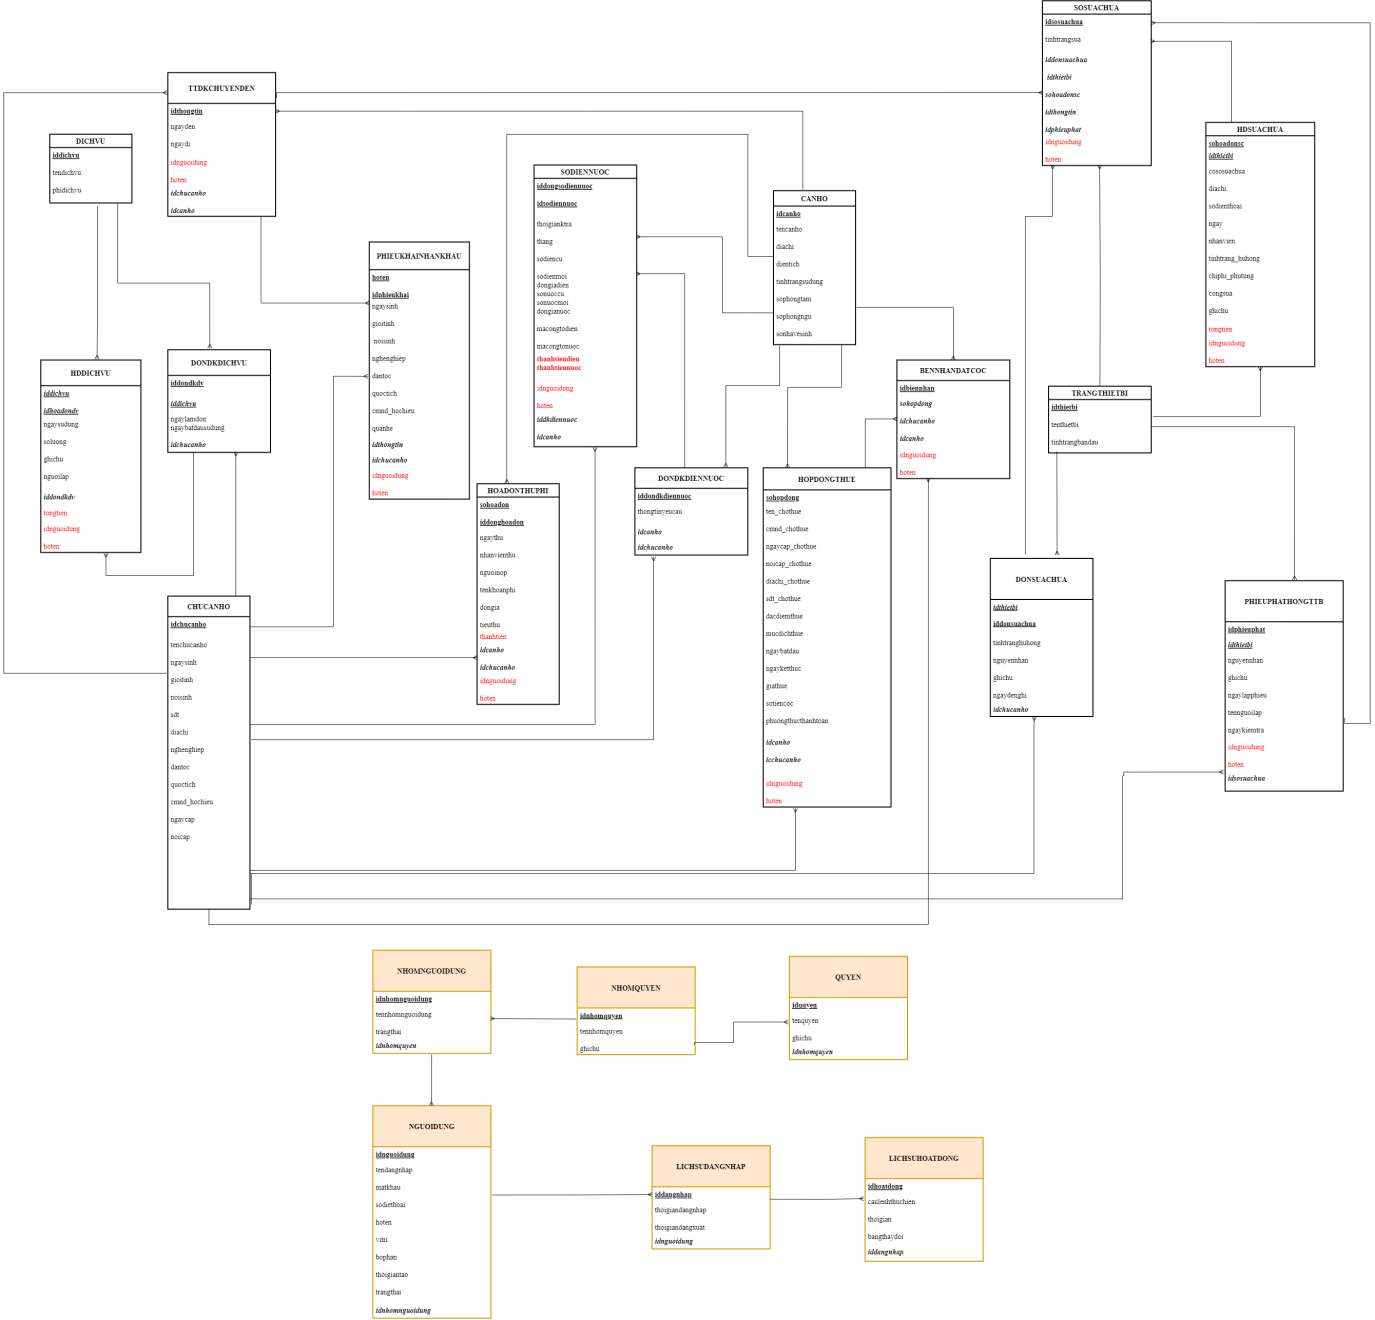 SOSUACHUA
idsosuachua
tinhtrangsua
iddonsuachua
idthietbi
sohoadonsc
idthongtin
idphieuphat
idnguoidung
hoten
TTDKCHUYENDEN
idthongtin
ngayden
ngaydi
idnguoidung
hoten
idchucanho
idcanho
DICHVU
iddichvu
tendichvu
phidichvu
HDSUACHUA
sohoadonsc
idthietbi
cososuachua
diachi
sodienthoai
ngay
nhanvien
tinhtrang_huhong
chiphi_phutung
congsua
ghichu
tongtien
idnguoidung
hoten
SODIENNUOC
iddongsodiennuoc
idsodiennuoc
thoigianktra
thang
sodiencu
sodienmoi
dongiadien
sonuoccu
sonuocmoi
dongianuoc
macongtodien
macongtonuoc
thanhtiendien
thanhtiennuoc
idnguoidung
hoten
iddkdiennuoc
idcanho
CANHO
idcanho
tencanho
diachi
dientich
tinhtrangsudung
sophongtam
sophongngu
sonhavesinh
PHIEUKHAINHANKHAU
hoten
idphieukhai
ngaysinh
gioitinh
noisinh
nghenghiep
dantoc
quoctich
cmnd_hochieu
quanhe
idthongtin
idchucanho
idnguoidung
hoten
HDDICHVU
iddichvu
idhoadondv
ngaysudung
soluong
ghichu
nguoilap
iddondkdv
tongtien
idnguoidung
hoten
DONDKDICHVU
iddondkdv
iddichvu
ngaylamdon
ngaybatdausudung
idchucanho
BENNHANDATCOC
idbiennhan
sohopdong
idchucanho
idcanho
idnguoidung
hoten
TRANGTHIETBI
idthietbi
tenthietbi
tinhtrangbandau
HOADONTHUPHI
sohoadon
iddonghoadon
ngaythu
nhanvienthu
nguoinop
tenkhoanphi
dongia
tieuthu
thanhtien
idcanho
idchucanho
idnguoidung
hoten
DONDKDIENNUOC
iddondkdiennuoc
thongtinyeucau
idcanho
idchucanho
HOPDONGTHUE
sohopdong
ten_chothue
cmnd_chothue
ngaycap_chothue
noicap_chothue
diachi_chothue
sdt_chothue
dacdiemthue
mucdichthue
ngaybatdau
ngayketthuc
giathue
sotiencoc
phuongthucthanhtoan
idcanho
icchucanho
idnguoidung
hoten
DONSUACHUA
idthietbi
iddonsuachua
tinhtranghuhong
nguyennhan
ghichu
ngaydenghi
idchucanho
PHIEUPHATHONGTTB
idphieuphat
idthietbi
nguyennhan
ghichu
ngaylapphieu
tennguoilap
ngaykiemtra
idnguoidung
hoten
idsosuachua
CHUCANHO
idchucanho
tenchucanho
ngaysinh
gioitinh
noisinh
sdt
diachi
nghenghiep
dantoc
quoctich
cmnd_hochieu
ngaycap
noicap
NHOMNGUOIDUNG
idnhomnguoidung
tennhomnguoidung
trangthai
idnhomquyen
NHOMQUYEN
idnhomquyen
tennhomquyen
ghichu
QUYEN
idquyen
tenquyen
ghichu
idnhomquyen
NGUOIDUNG
idnguoidung
tendangnhap
matkhau
sodiethoai
hoten
vitri
bophan
thoigiantao
trangthai
idnhomnguoidung
LICHSUDANGNHAP
iddangnhap
thoigiandangnhap
thoigiandangxuat
idnguoidung
LICHSUHOATDONG
idhoatdong
caulenhthuchien
thoigian
bangthaydoi
iddangnhap